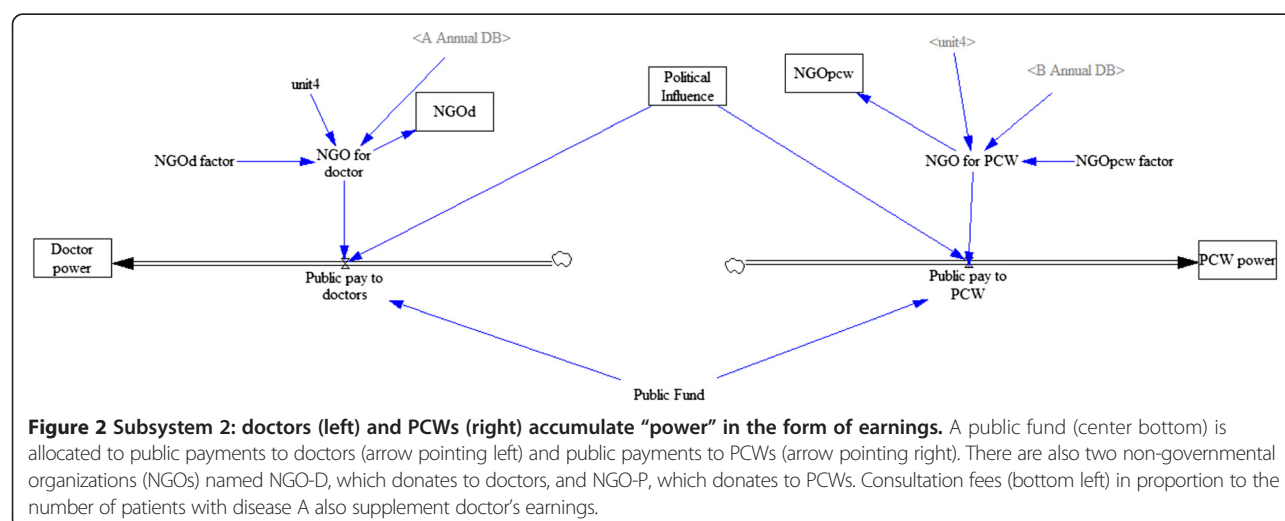 <A Annual DB>
<unit4>
unit4
NGOd
Political
Influence
NGOpcw
<B Annual DB>
NGOd factor
NGO for
doctor
NGO for PCW
NGOpcw factor
Doctor
power
Public pay to
doctors
Public pay to
PCW
PCW power
Public Fund
Figure 2 Subsystem 2: doctors (left) and PCWs (right) accumulate “power” in the form of earnings. A public fund (center bottom) is
allocated to public payments to doctors (arrow pointing left) and public payments to PCWs (arrow pointing right). There are also two non-governmental
organizations (NGOs) named NGO-D, which donates to doctors, and NGO-P, which donates to PCWs. Consultation fees (bottom left) in proportion to the
number of patients with disease A also supplement doctor’s earnings.